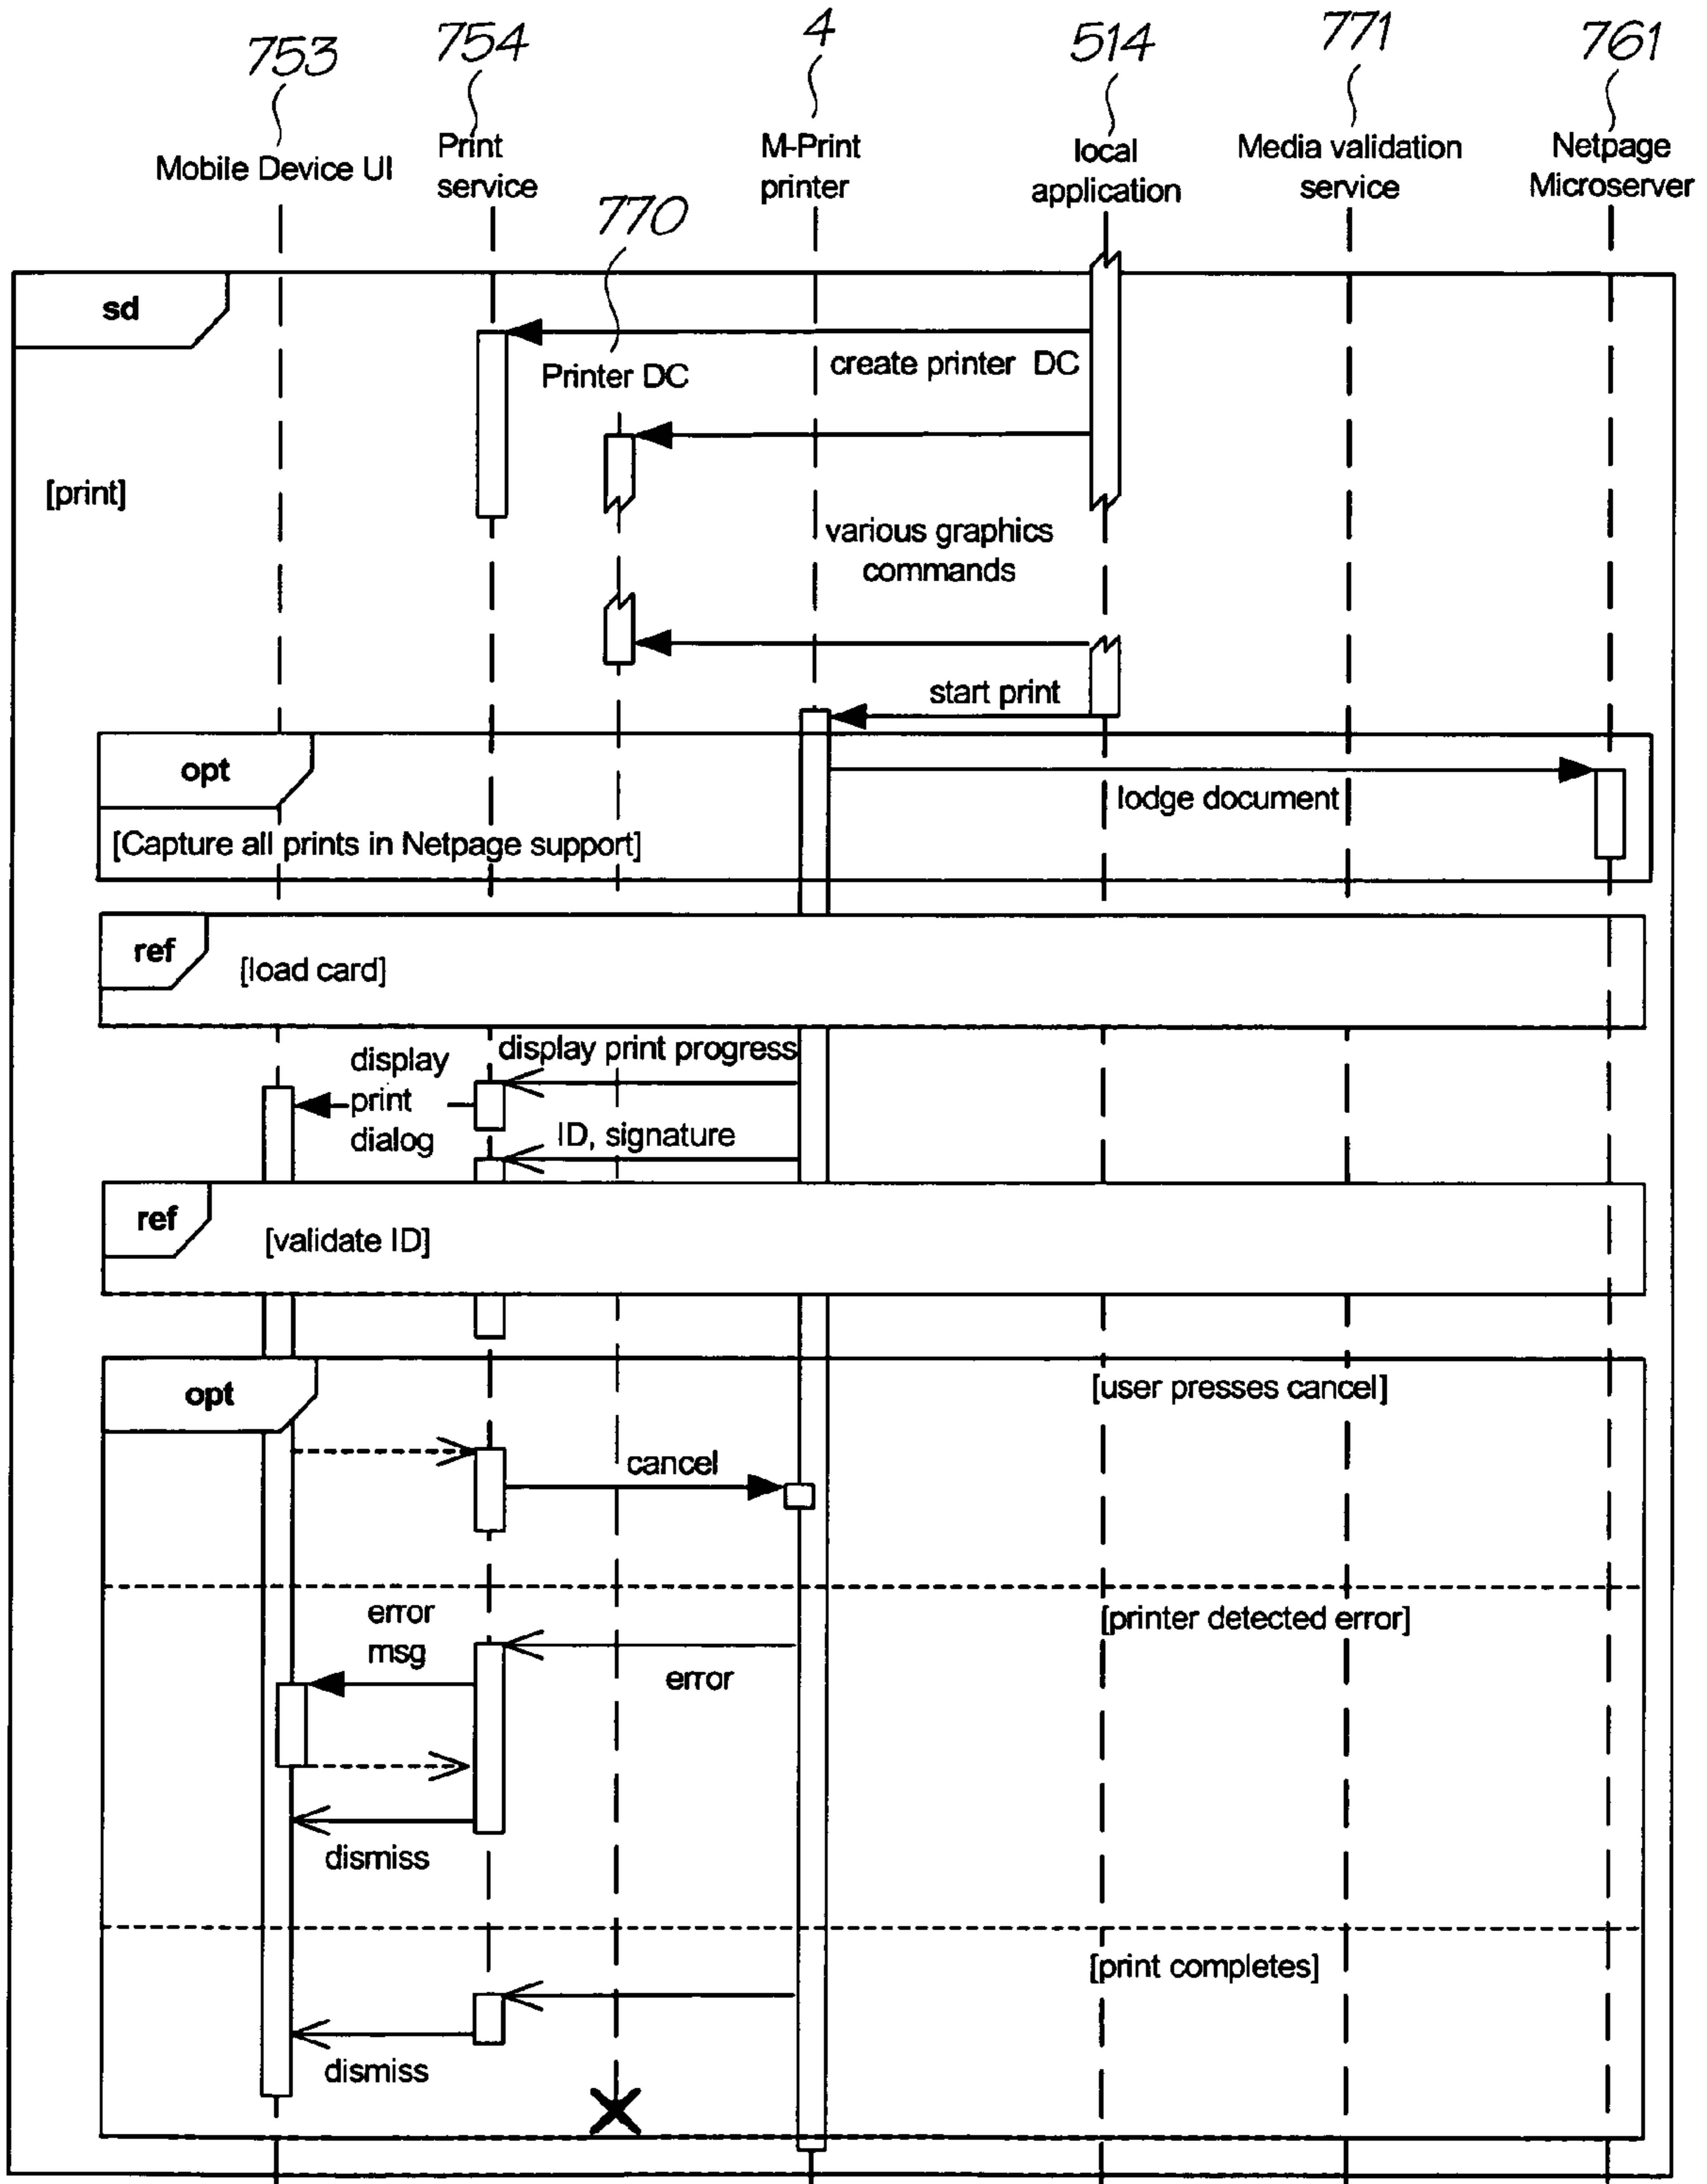 753
754
4
514
771
761
Mobile Device UI
Print
service
M-Print
printer
local
application
Media validation
service
Netpage
Microserver
770
sd
Printer DC
create printer DC
[print]
various graphics
commands
start print
opt
lodge document
[Capture all prints in Netpage support]
ref
[load card]
display
print
dialog
display print progress
ID, signature
ref
[validate ID]
opt
[user presses cancel]
cancel
error
msg
[printer detected error]
error
dismiss
[print completes]
dismiss